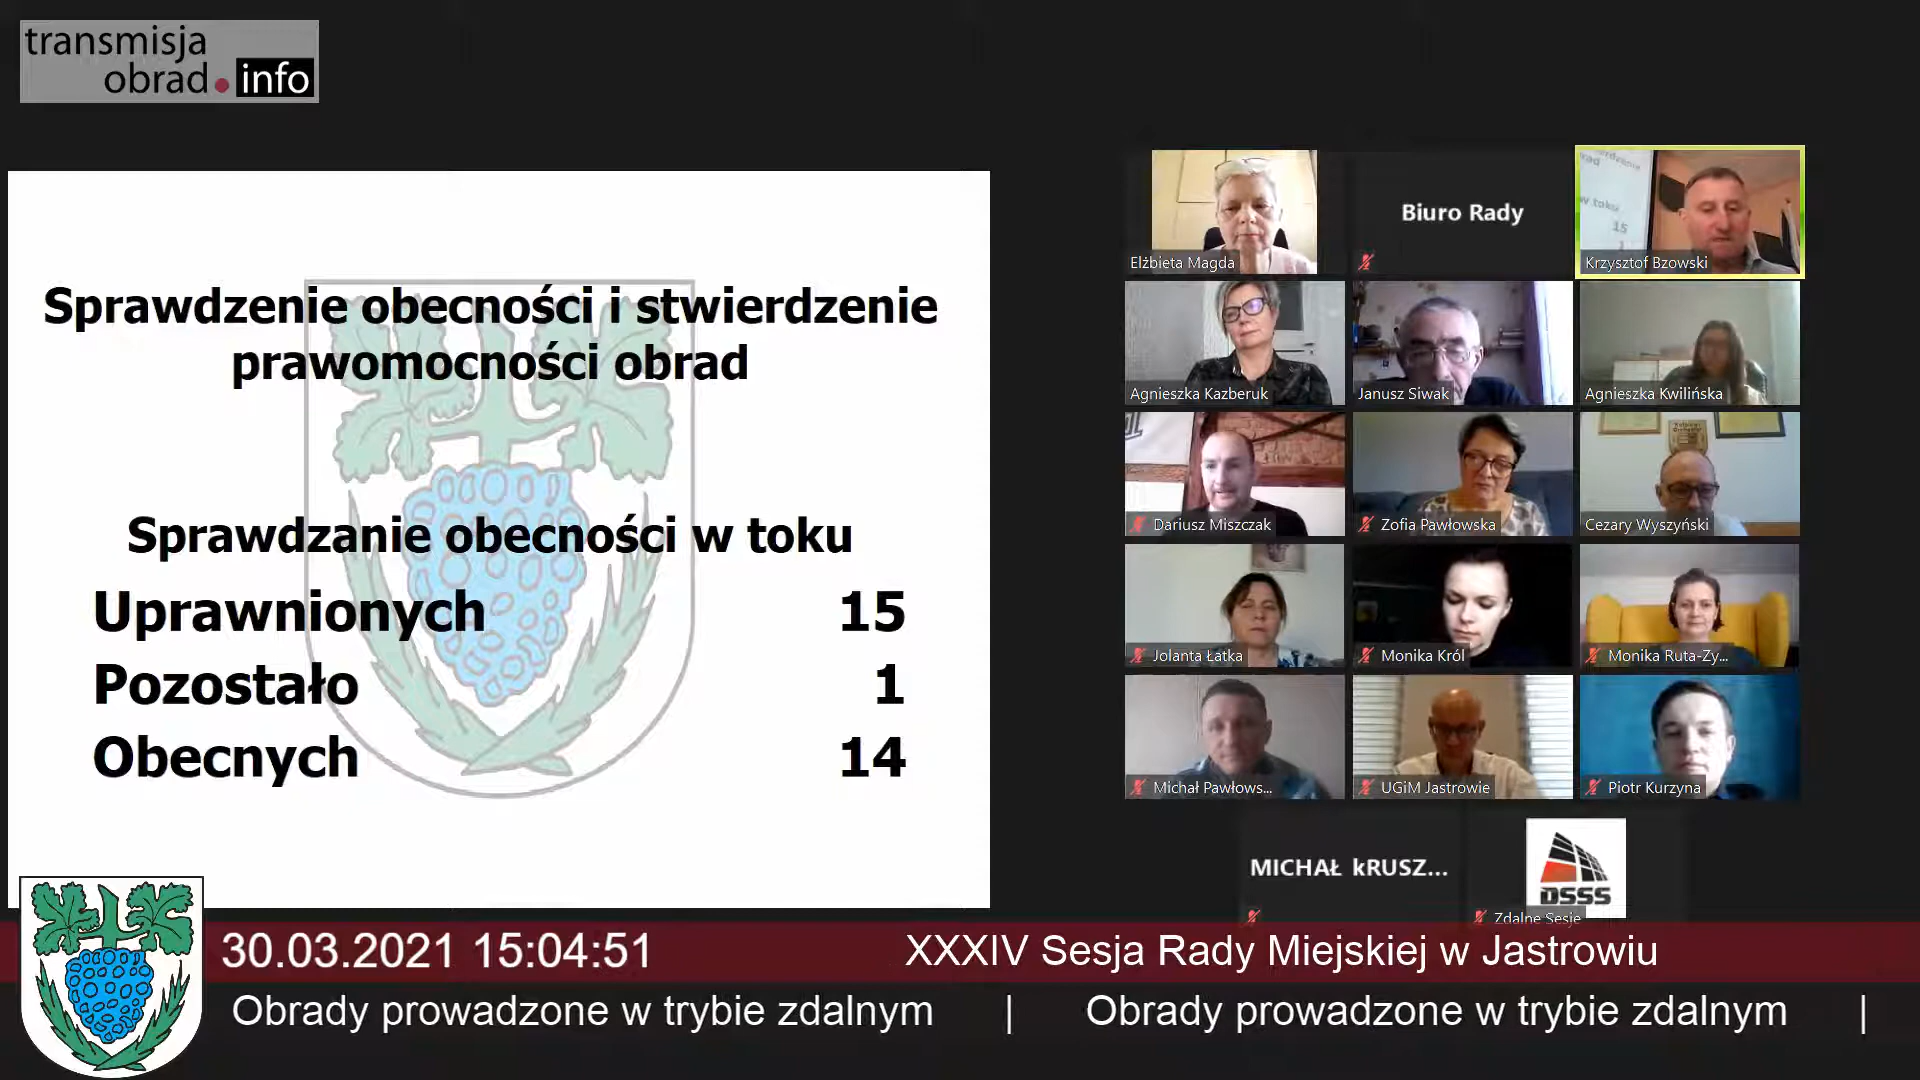 transmisja
obrad.info
Sprawdzenie obecności i stwierdzenie
prawomocności obrad
Sprawdzanie obecności w toku
Uprawnionych 15
Pozostało 1
Obecnych 14
Elżbieta Magda
Biuro Rady
w toku
15
Krzysztof Bzowski
Agnieszka Kazberuk
Janusz Siwak
Agnieszka Kwilińska
Dariusz Miszczak
Zofia Pawłowska
Cezary Wyszyński
Jolanta Łatka
Monika Król
Monika Ruta-Zy...
Michał Pawłows...
UGiM Jastrowie
Piotr Kurzyna
MICHAŁ kRUSZ...
DSSS
Zdalne Sesje
30.03.2021 15:04:51
XXXIV Sesja Rady Miejskiej w Jastrowiu
Obrady prowadzone w trybie zdalnym | Obrady prowadzone w trybie zdalnym |